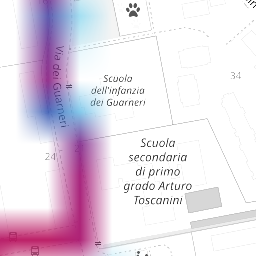 Via dei Guarneri
Scuola
dell'infanzia
dei Guarneri
34
24
Scuola
secondaria
di primo
grado Arturo
Toscanini